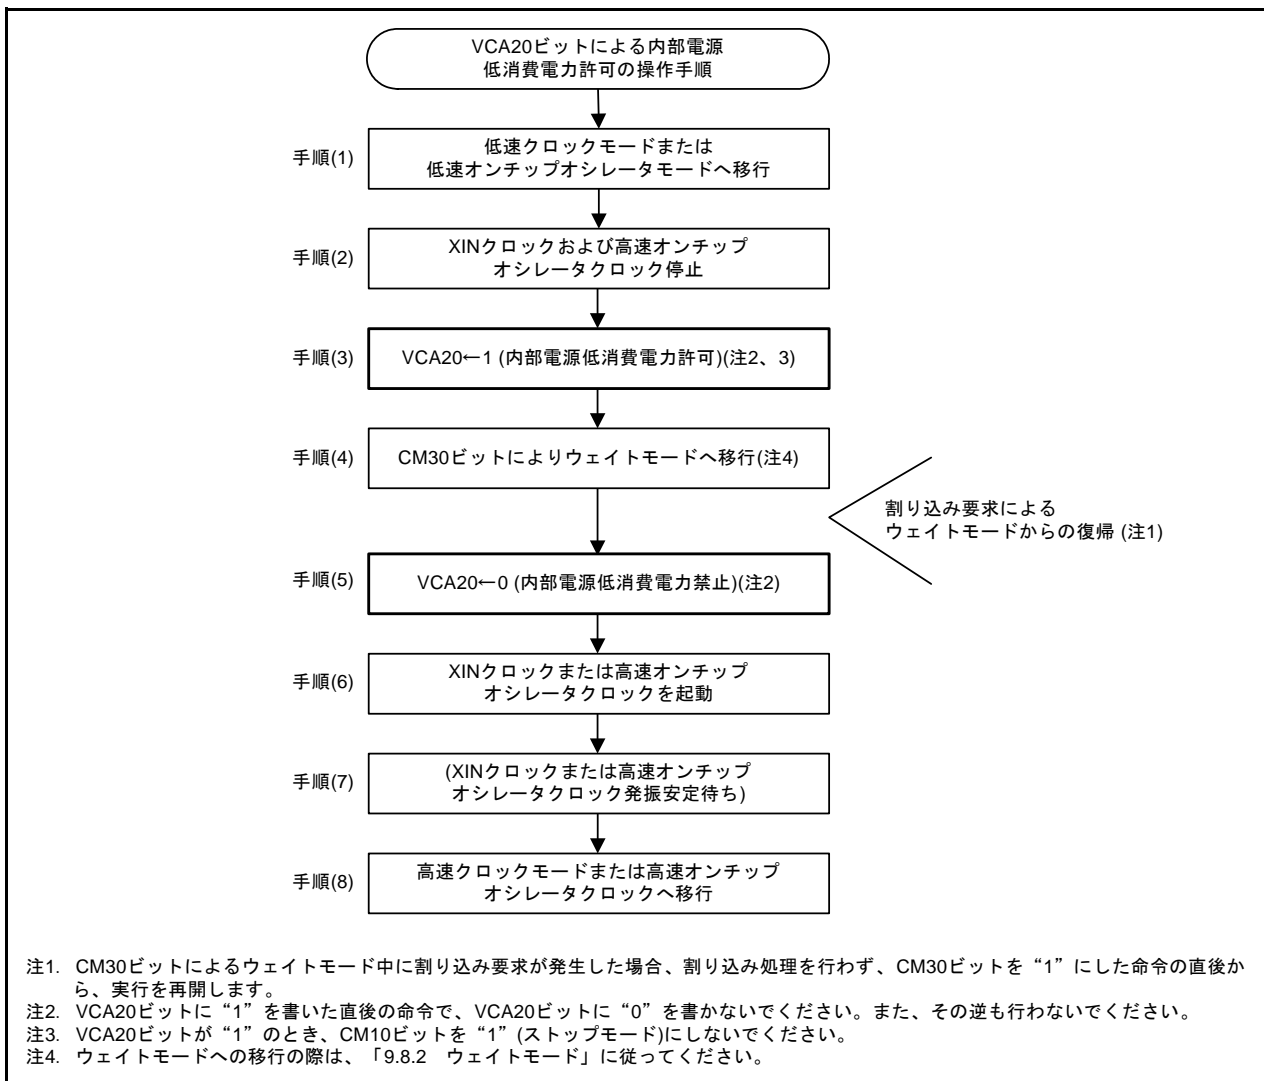 VCA20ビットによる内部電源
低消費電力許可の操作手順
手順(1)
低速クロックモードまたは
低速オンチップオシレータモードへ移行
手順(2)
XINクロックおよび高速オンチップ
オシレータクロック停止
手順(3)
VCA20←1 (内部電源低消費電力許可)(注2、3)
手順(4)
CM30ビットによりウェイトモードへ移行(注4)
割り込み要求による
ウェイトモードからの復帰 (注1)
手順(5)
VCA20←0 (内部電源低消費電力禁止)(注2)
手順(6)
XINクロックまたは高速オンチップ
オシレータクロックを起動
手順(7)
(XINクロックまたは高速オンチップ
オシレータクロック発振安定待ち)
手順(8)
高速クロックモードまたは高速オンチップ
オシレータクロックへ移行
注1. CM30ビットによるウェイトモード中に割り込み要求が発生した場合、割り込み処理を行わず、CM30ビットを“1”にした命令の直後か
ら、実行を再開します。
注2. VCA20ビットに“1”を書いた直後の命令で、VCA20ビットに“0”を書かないでください。また、その逆も行わないでください。
注3. VCA20ビットが“1”のとき、CM10ビットを“1”(ストップモード)にしないでください。
注4. ウェイトモードへの移行の際は、「9.8.2　ウェイトモード」に従ってください。